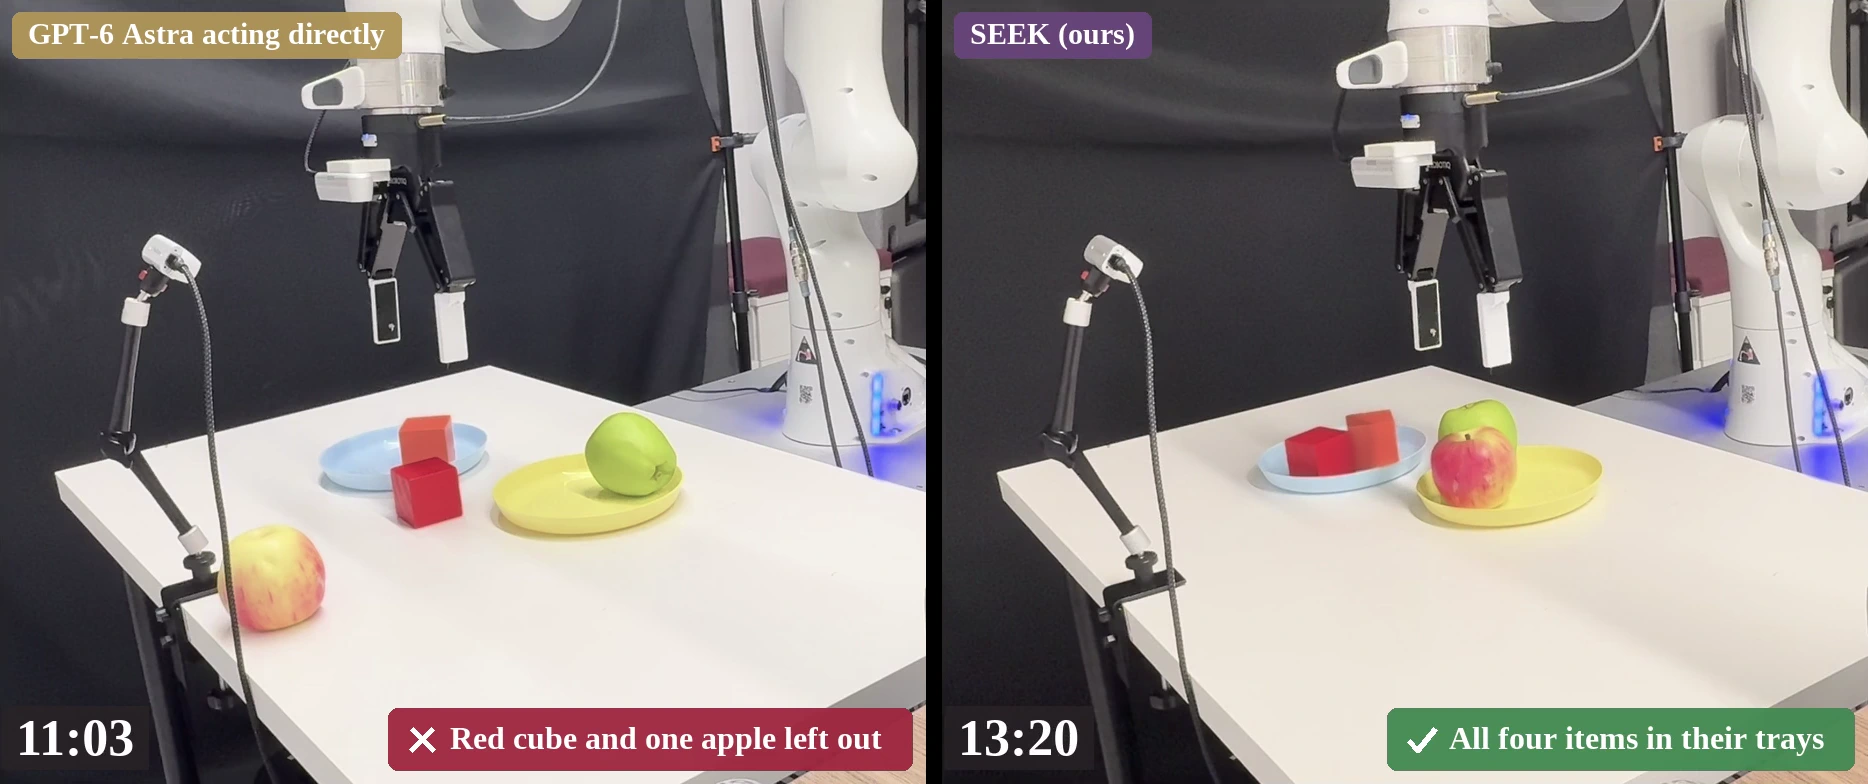 GPT-6 Astra acting directly
SEEK (ours)
11:03
Red cube and one apple left out
13:20
All four items in their trays